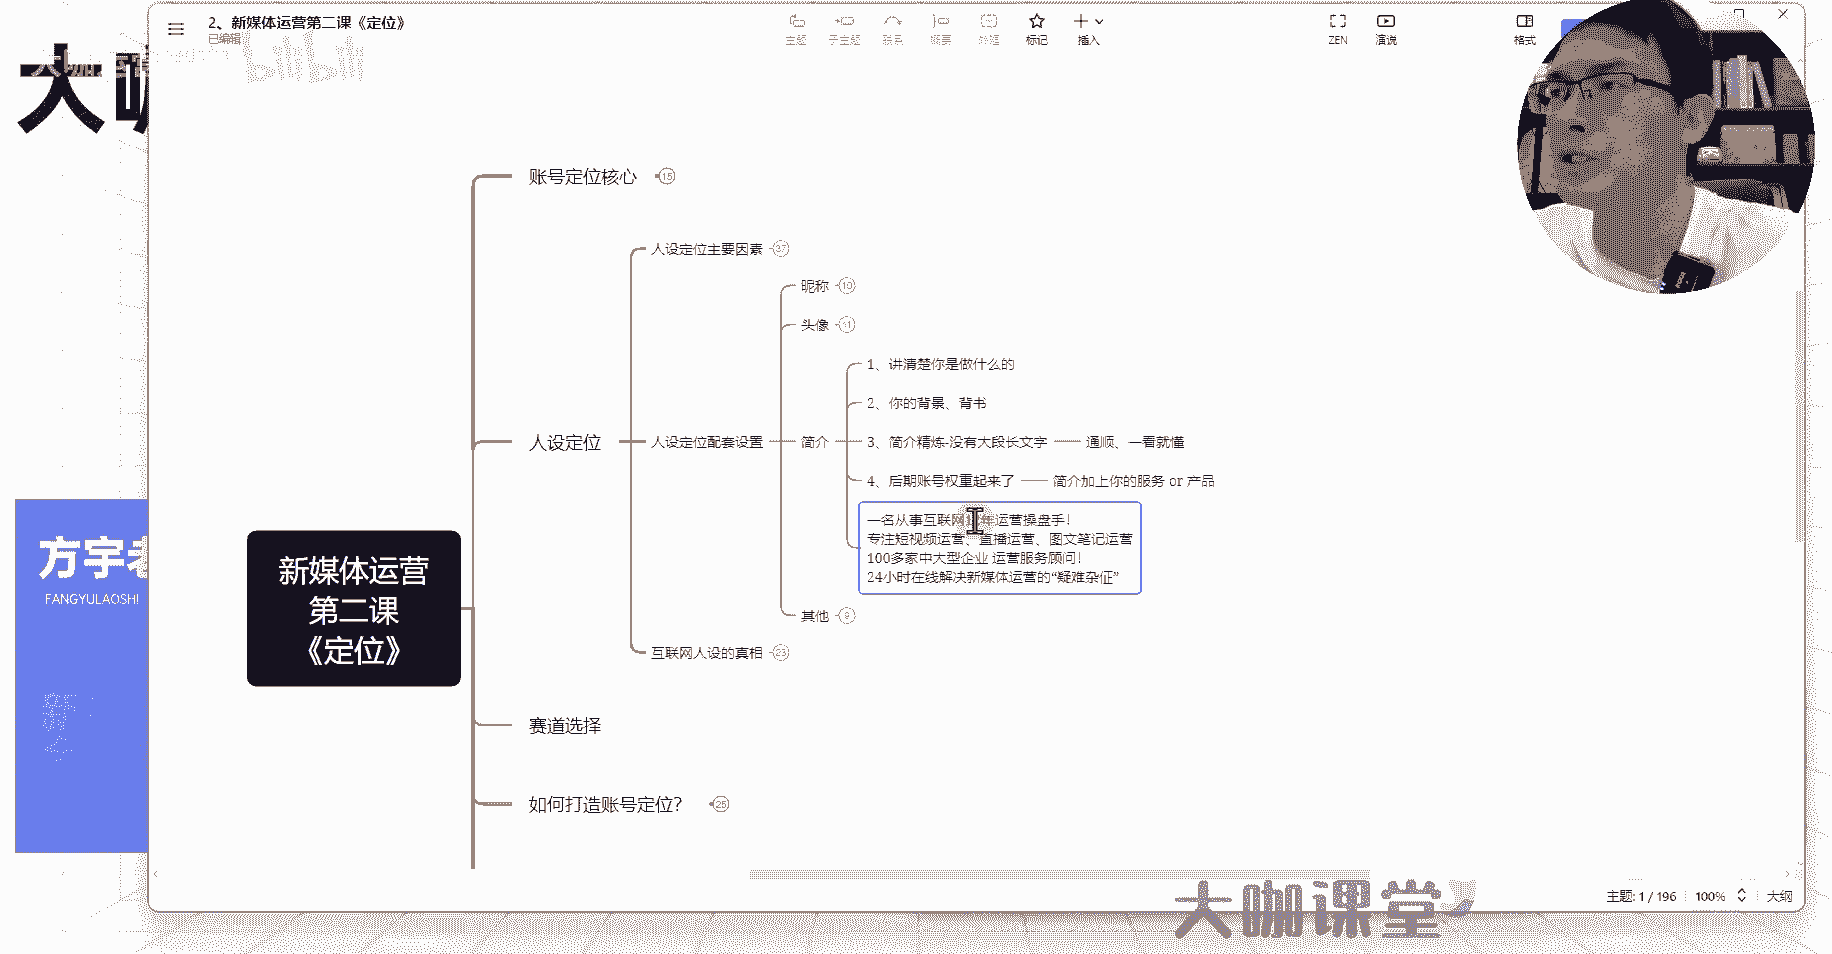 2、新媒体运营第二课《定位》
已编辑
主题
子主题
联系
概要
外框
标记
插入
ZEN
演说
格式
bilibili
大咖
账号定位核心
15
人设定位主要因素
37
昵称
19
头像
41
1、讲清楚你是做什么的
2、你的背景、背书
人设定位
人设定位配套设置
简介
3、简介精炼-没有大段长文字
通顺、一看就懂
4、后期账号权重起来了
简介加上你的服务 or 产品
一名从事互联网 年运营操盘手!
专注短视频运营、直播运营、图文笔记运营
100多家中大型企业 运营服务顾问!
24小时在线解决新媒体运营的“疑难杂征”
其他
9
互联网人设的真相
23
新媒体运营
第二课
《定位》
赛道选择
如何打造账号定位?
25
方宇老
FANGYULAOSHI
主题: 1 / 196
100%
大纲
大咖课堂